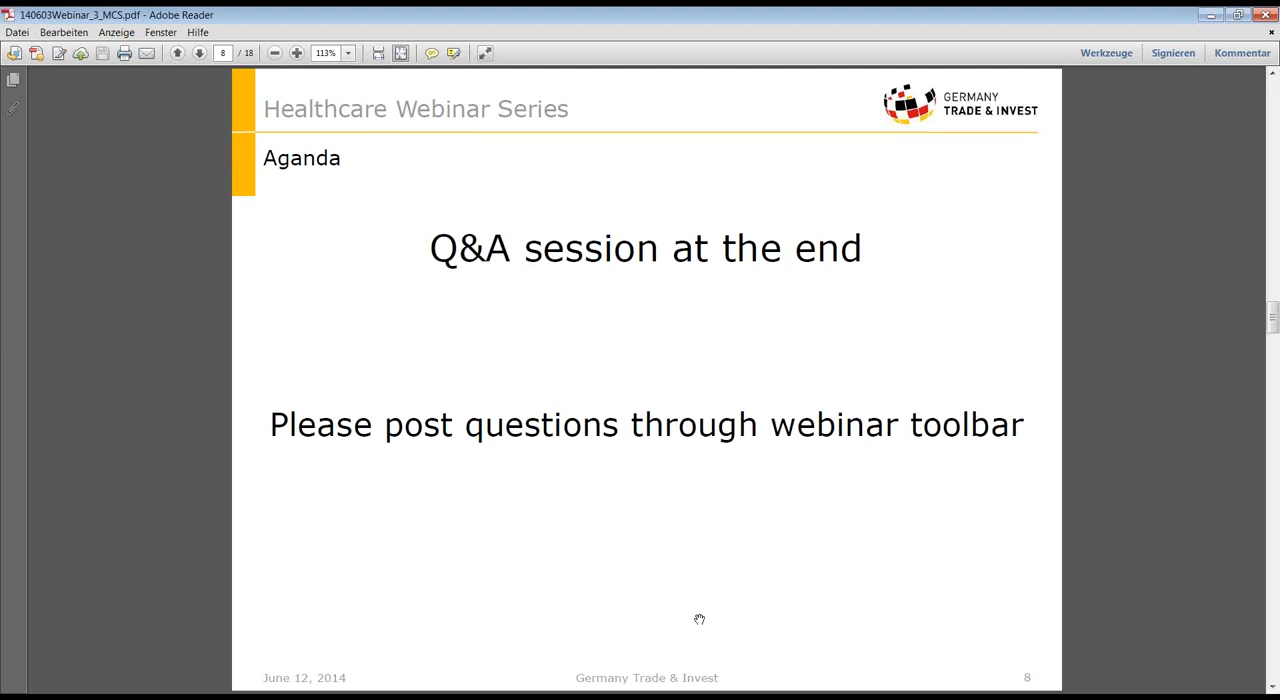 140603Webinar_3_MCS.pdf - Adobe Reader
Datei Bearbeiten Anzeige Fenster Hilfe
8 / 18 113% Werkzeuge Signieren Kommentar
Healthcare Webinar Series
GERMANY
TRADE & INVEST
Aganda
Q&A session at the end
Please post questions through webinar toolbar
June 12, 2014 Germany Trade & Invest 8